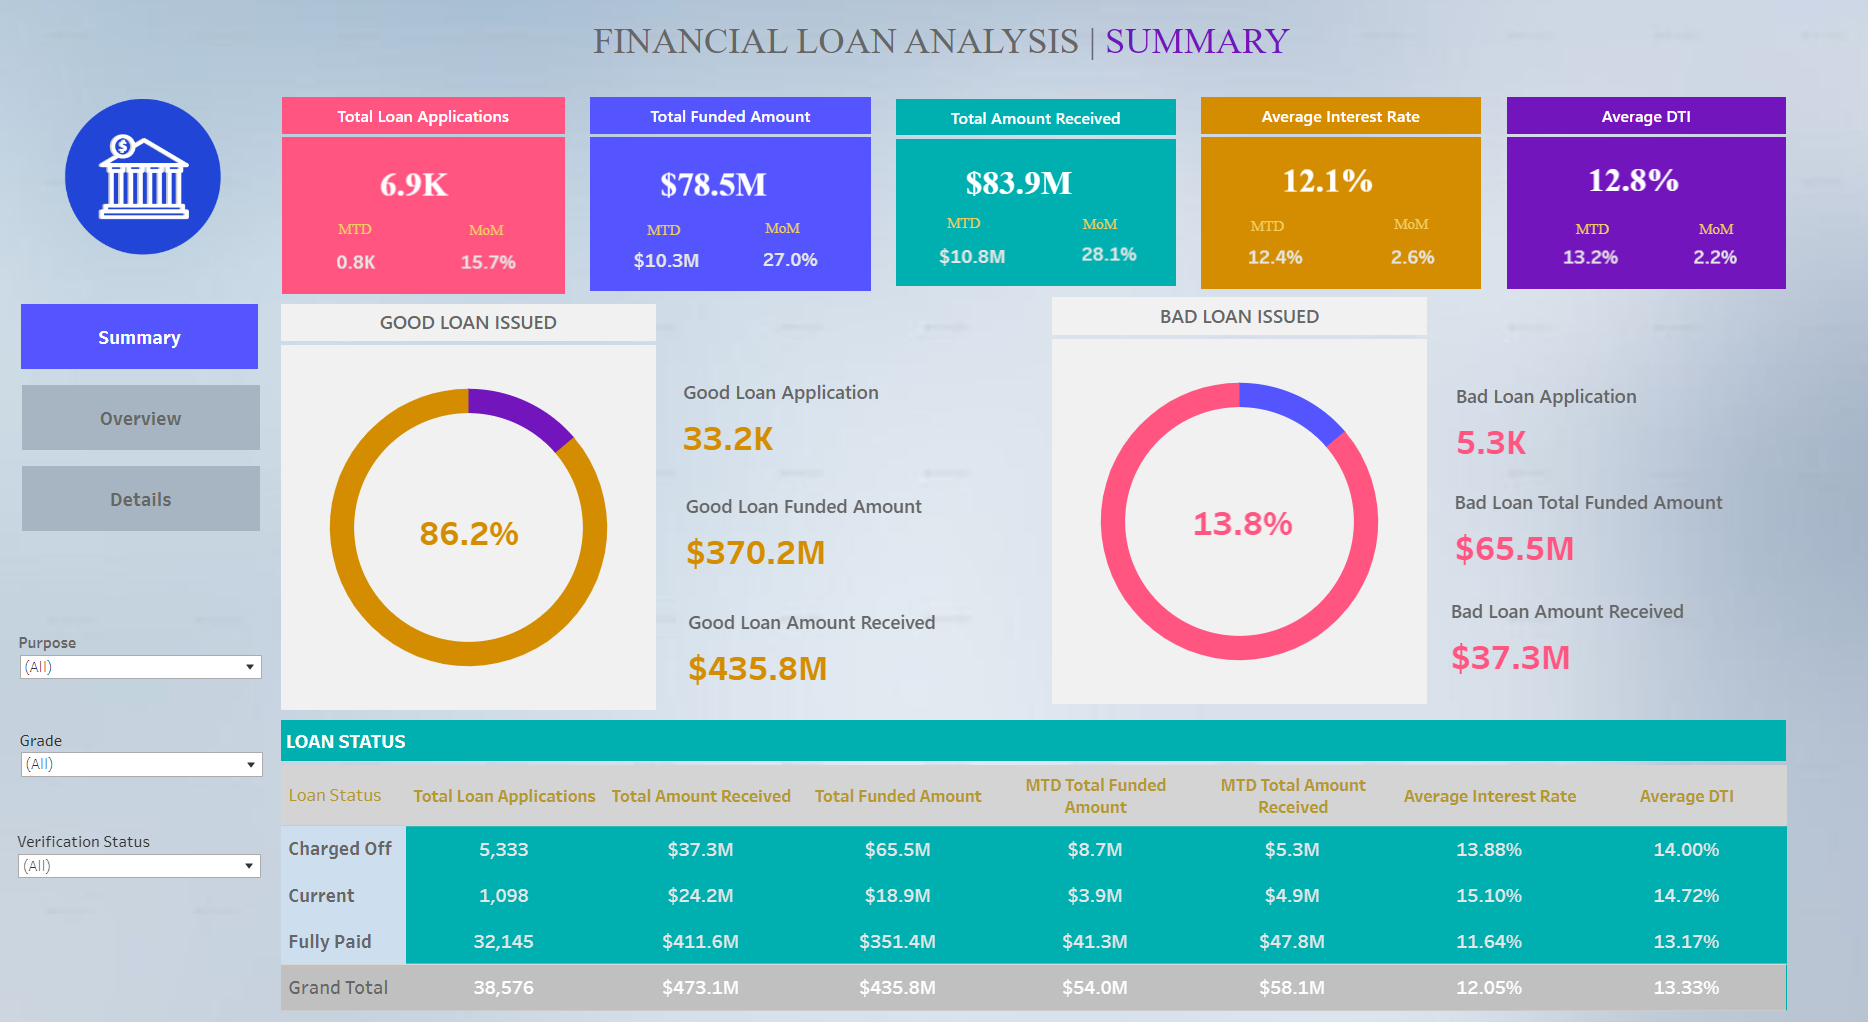 FINANCIAL LOAN ANALYSIS | SUMMARY
Total Loan Applications
6.9K
MTD MoM
0.8K 15.7%
Total Funded Amount
$78.5M
MTD MoM
$10.3M 27.0%
Total Amount Received
$83.9M
MTD MoM
$10.8M 28.1%
Average Interest Rate
12.1%
MTD MoM
12.4% 2.6%
Average DTI
12.8%
MTD MoM
13.2% 2.2%
$
Summary
Overview
Details
Purpose
(All)
Grade
(All)
Verification Status
(All)
GOOD LOAN ISSUED
86.2%
Good Loan Application
33.2K
Good Loan Funded Amount
$370.2M
Good Loan Amount Received
$435.8M
BAD LOAN ISSUED
13.8%
Bad Loan Application
5.3K
Bad Loan Total Funded Amount
$65.5M
Bad Loan Amount Received
$37.3M
LOAN STATUS
Loan Status Total Loan Applications Total Amount Received Total Funded Amount MTD Total Funded Amount MTD Total Amount Received Average Interest Rate Average DTI
Charged Off 5,333 $37.3M $65.5M $8.7M $5.3M 13.88% 14.00%
Current 1,098 $24.2M $18.9M $3.9M $4.9M 15.10% 14.72%
Fully Paid 32,145 $411.6M $351.4M $41.3M $47.8M 11.64% 13.17%
Grand Total 38,576 $473.1M $435.8M $54.0M $58.1M 12.05% 13.33%